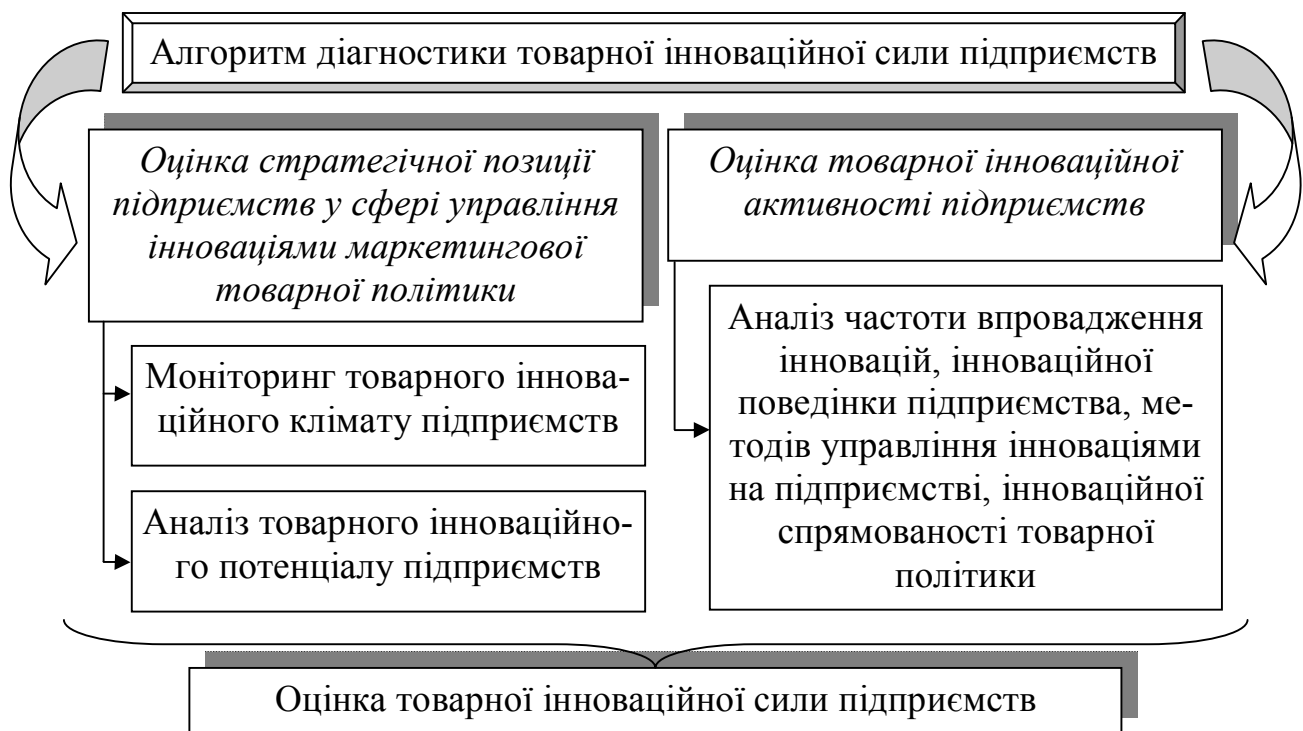 Алгоритм діагностики товарної інноваційної сили підприємств
Оцінка стратегічної позиції
підприємств у сфері управління
інноваціями маркетингової
товарної політики
Моніторинг товарного іннова-
ційного клімату підприємств
Аналіз товарного інноваційно-
го потенціалу підприємств
Оцінка товарної інноваційної
активності підприємств
Аналіз частоти впровадження
інновацій, інноваційної
поведінки підприємства, ме-
тодів управління інноваціями
на підприємстві, інноваційної
спрямованості товарної
політики
Оцінка товарної інноваційної сили підприємств